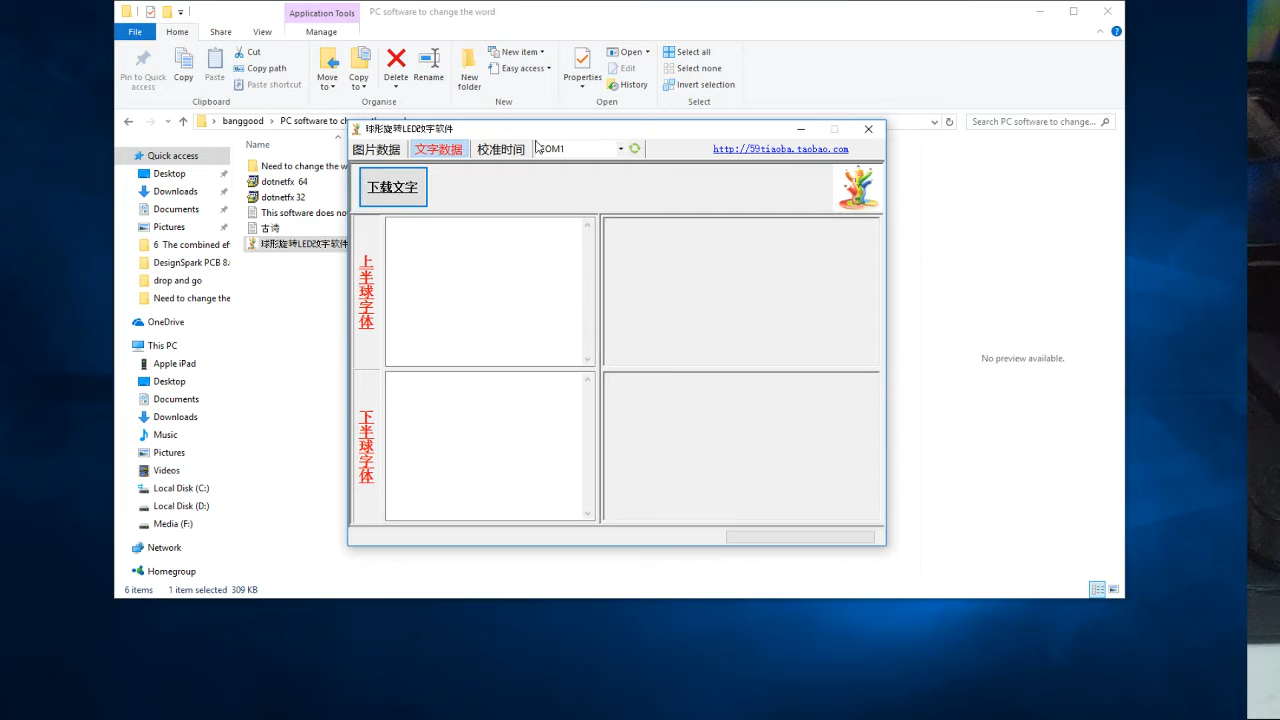 Application Tools
PC software to change the word
File
Home
Share
View
Manage
Pin to Quick access
Copy
Paste
Cut
Copy path
Paste shortcut
Move to
Copy to
Delete
Rename
New folder
New item
Easy access
Properties
Open
Edit
History
Select all
Select none
Invert selection
Clipboard
Organise
New
Open
Select
banggood
PC software to c
Search PC software to change...
Quick access
Desktop
Downloads
Documents
Pictures
6 The combined ef
DesignSpark PCB 8.
drop and go
Need to change the
OneDrive
This PC
Apple iPad
Desktop
Documents
Downloads
Music
Pictures
Videos
Local Disk (C:)
Local Disk (D:)
Media (F:)
Network
Homegroup
Name
Need to change the wo
dotnetfx 64
dotnetfx 32
This software does no
古诗
球形旋转LED改字软件
球形旋转LED改字软件
图片数据
文字数据
校准时间
COM1
http://59tiaoba.taobao.com
下载文字
上半球字体
下半球字体
No preview available.
6 items
1 item selected 309 KB